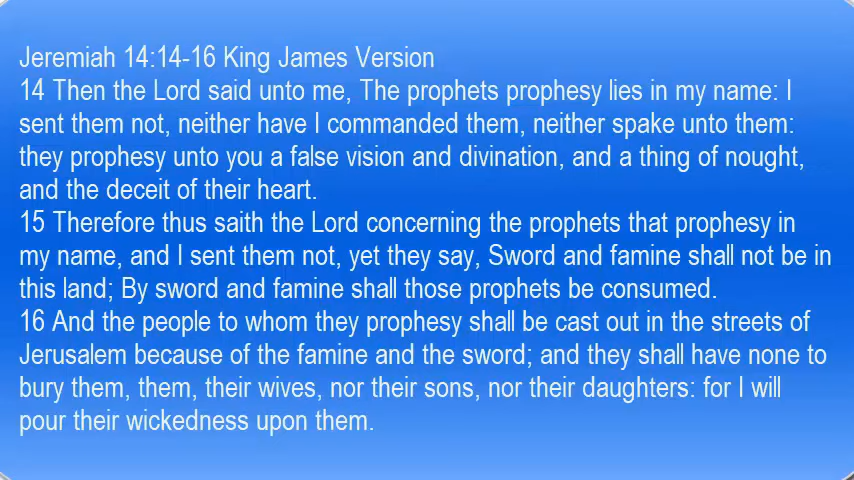 Jeremiah 14:14-16 King James Version
14 Then the Lord said unto me, The prophets prophesy lies in my name: I
sent them not, neither have I commanded them, neither spake unto them:
they prophesy unto you a false vision and divination, and a thing of nought,
and the deceit of their heart.
15 Therefore thus saith the Lord concerning the prophets that prophesy in
my name, and I sent them not, yet they say, Sword and famine shall not be in
this land; By sword and famine shall those prophets be consumed.
16 And the people to whom they prophesy shall be cast out in the streets of
Jerusalem because of the famine and the sword; and they shall have none to
bury them, them, their wives, nor their sons, nor their daughters: for I will
pour their wickedness upon them.